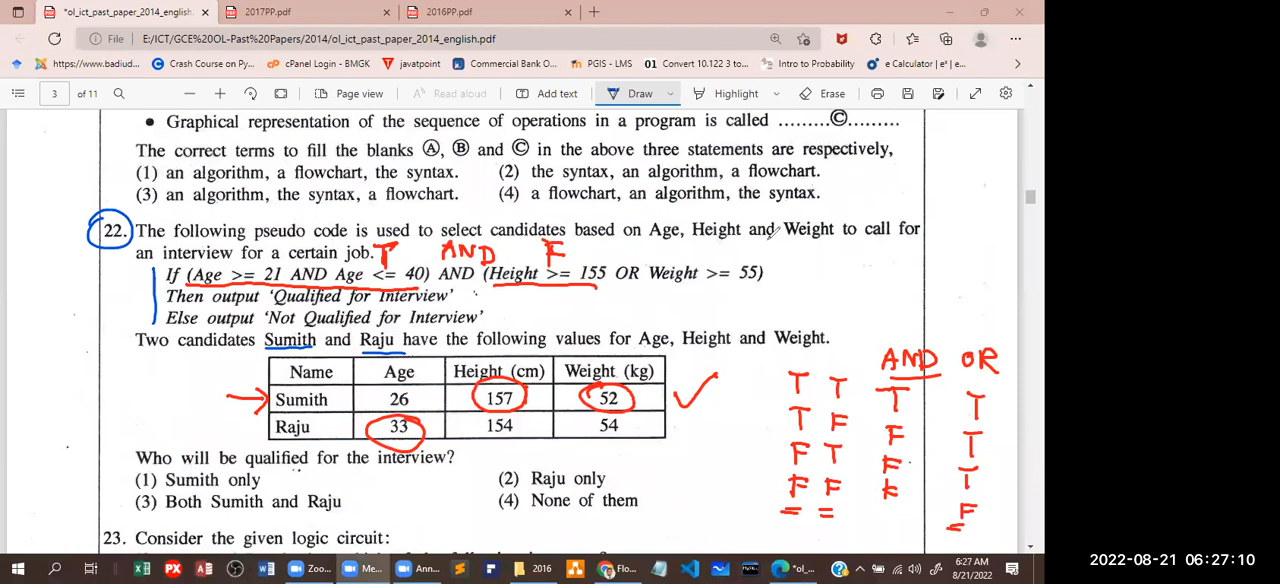 *ol_ict_past_paper_2014_english. × 2017PP.pdf × 2016PP.pdf × +
File E:/ICT/GCE%20OL-Past%20Papers/2014/ol_ict_past_paper_2014_english.pdf
https://www.badiud... Crash Course on Py... cPanel Login - BMGK javatpoint Commercial Bank O... PGIS - LMS 01 Convert 10.122 3 to... Intro to Probability e Calculator | eˣ | e...
3 of 11 Page view Read aloud Add text Draw Highlight Erase
• Graphical representation of the sequence of operations in a program is called .........Ⓒ.........
The correct terms to fill the blanks Ⓐ, Ⓑ and Ⓒ in the above three statements are respectively,
(1) an algorithm, a flowchart, the syntax. (2) the syntax, an algorithm, a flowchart.
(3) an algorithm, the syntax, a flowchart. (4) a flowchart, an algorithm, the syntax.
22. The following pseudo code is used to select candidates based on Age, Height and Weight to call for
an interview for a certain job. T AND F
If (Age >= 21 AND Age <= 40) AND (Height >= 155 OR Weight >= 55)
Then output 'Qualified for Interview'
Else output 'Not Qualified for Interview'
Two candidates Sumith and Raju have the following values for Age, Height and Weight.
Name Age Height (cm) Weight (kg)
Sumith 26 157 52
Raju 33 154 54
AND OR
T T T T
T F F T
F T F T
F F F F
Who will be qualified for the interview?
(1) Sumith only (2) Raju only
(3) Both Sumith and Raju (4) None of them
23. Consider the given logic circuit:
Zoo... Me... Ann... 2016 Flo... *ol_... 6:27 AM
8/21/2022
2022-08-21 06:27:10